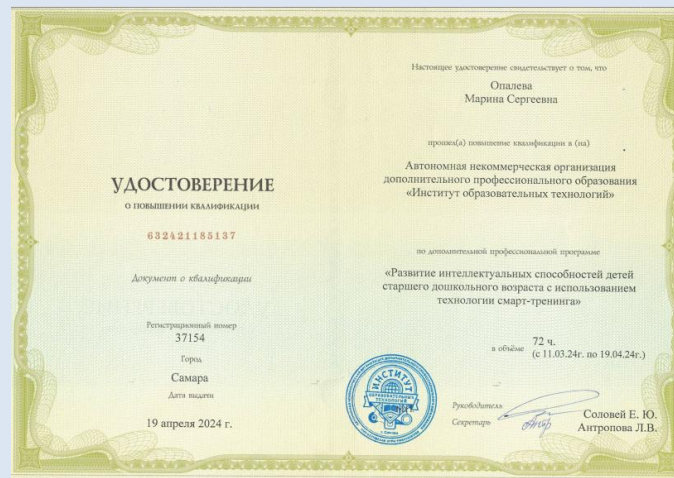 УДОСТОВЕРЕНИЕ
О ПОВЫШЕНИИ КВАЛИФИКАЦИИ
632421185137
Документ о квалификации
Регистрационный номер
37154
Город
Самара
Дата выдачи
19 апреля 2024 г.
Настоящее удостоверение свидетельствует о том, что
Опалева
Марина Сергеевна
прошел(а) повышение квалификации в (на)
Автономная некоммерческая организация
дополнительного профессионального образования
«Институт образовательных технологий»
по дополнительной профессиональной программе
«Развитие интеллектуальных способностей детей
старшего дошкольного возраста с использованием
технологии смарт-тренинга»
в объёме 72 ч.
(с 11.03.24г. по 19.04.24г.)
ИНСТИТУТ
ОБРАЗОВАТЕЛЬНЫХ
ТЕХНОЛОГИЙ
Руководитель Соловей Е. Ю.
Секретарь Антропова Л.В.